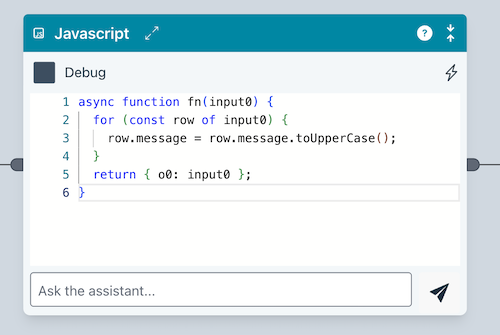 JS Javascript ?
Debug
1 async function fn(input0) {
2   for (const row of input0) {
3     row.message = row.message.toUpperCase();
4   }
5   return { o0: input0 };
6 }
Ask the assistant...